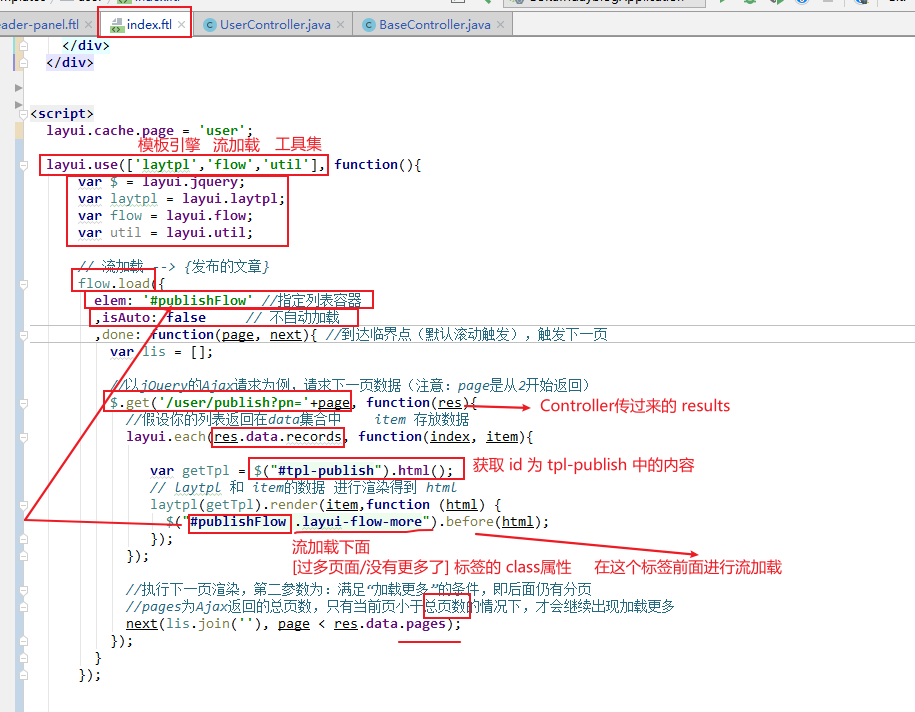 eader-panel.ftl index.ftl UserController.java BaseController.java
</div>
</div>
<script>
layui.cache.page = 'user';
模板引擎 流加载 工具集
layui.use(['laytpl','flow','util'], function(){
var $ = layui.jquery;
var laytpl = layui.laytpl;
var flow = layui.flow;
var util = layui.util;
// 流加载 --> {发布的文章}
flow.load({
elem: '#publishFlow' //指定列表容器
,isAuto: false // 不自动加载
,done: function(page, next){ //到达临界点（默认滚动触发），触发下一页
var lis = [];
//以jQuery的Ajax请求为例，请求下一页数据（注意：page是从2开始返回）
$.get('/user/publish?pn='+page, function(res){
Controller传过来的 results
//假设你的列表返回在data集合中 item 存放数据
layui.each(res.data.records, function(index, item){
var getTpl = $("#tpl-publish").html();
获取 id 为 tpl-publish 中的内容
// laytpl 和 item的数据 进行渲染得到 html
laytpl(getTpl).render(item,function (html) {
$("#publishFlow .layui-flow-more").before(html);
});
流加载下面
[过多页面/没有更多了] 标签的 class属性 在这个标签前面进行流加载
});
//执行下一页渲染，第二参数为：满足“加载更多”的条件，即后面仍有分页
//pages为Ajax返回的总页数，只有当前页小于总页数的情况下，才会继续出现加载更多
next(lis.join(''), page < res.data.pages);
});
}
});